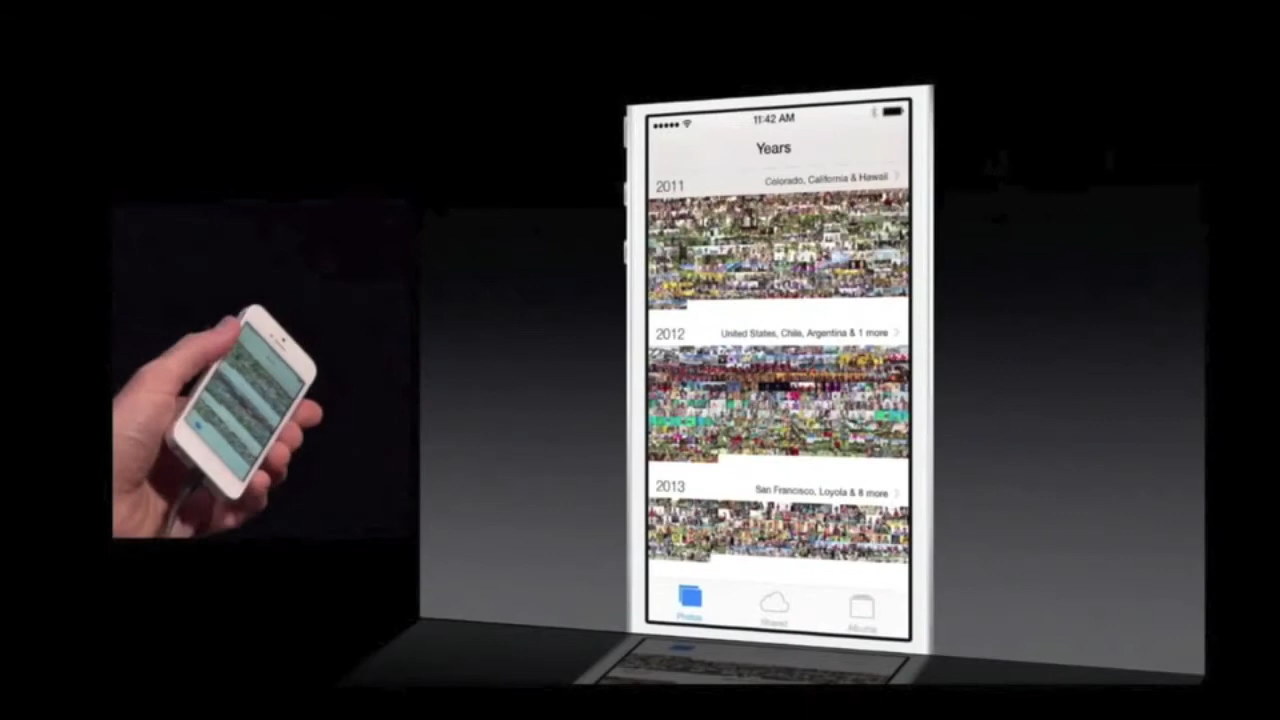 11:42 AM
Years
2011
Colorado, California & Hawaii
2012
United States, Chile, Argentina & 1 more
2013
San Francisco, Loyola & 8 more
Photos
Shared
Albums